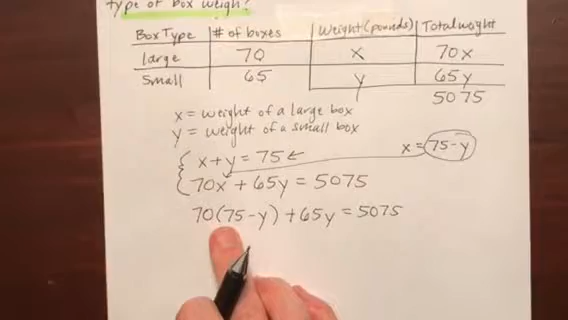 type of box weigh?
Box Type # of boxes Weight (pounds) Total weight
large 70 x 70x
small 65 y 65y
5075
x = weight of a large box
y = weight of a small box
x + y = 75 x = 75 - y
70x + 65y = 5075
70(75 - y) + 65y = 5075